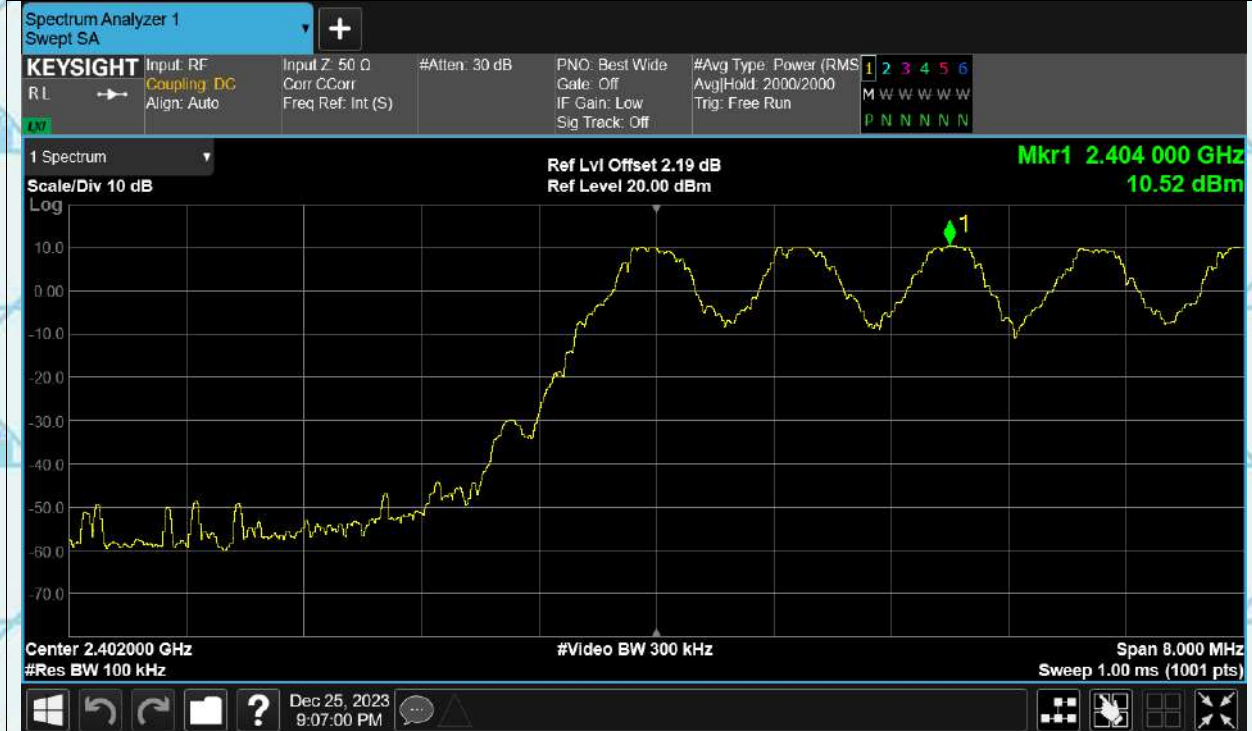 Spectrum Analyzer 1
Swept SA
+
KEYSIGHT
RL
LXI
Input: RF
Coupling: DC
Align: Auto
Input Z: 50 Ω
Corr CCorr
Freq Ref: Int (S)
#Atten: 30 dB
PNO: Best Wide
Gate: Off
IF Gain: Low
Sig Track: Off
#Avg Type: Power (RMS
Avg|Hold: 2000/2000
Trig: Free Run
1 2 3 4 5 6
M W W W W W
P N N N N N
1 Spectrum
Scale/Div 10 dB
Log
Ref Lvl Offset 2.19 dB
Ref Level 20.00 dBm
Mkr1 2.404 000 GHz
10.52 dBm
1
10.0
0.00
-10.0
-20.0
-30.0
-40.0
-50.0
-60.0
-70.0
Center 2.402000 GHz
#Res BW 100 kHz
#Video BW 300 kHz
Span 8.000 MHz
Sweep 1.00 ms (1001 pts)
?
Dec 25, 2023
9:07:00 PM